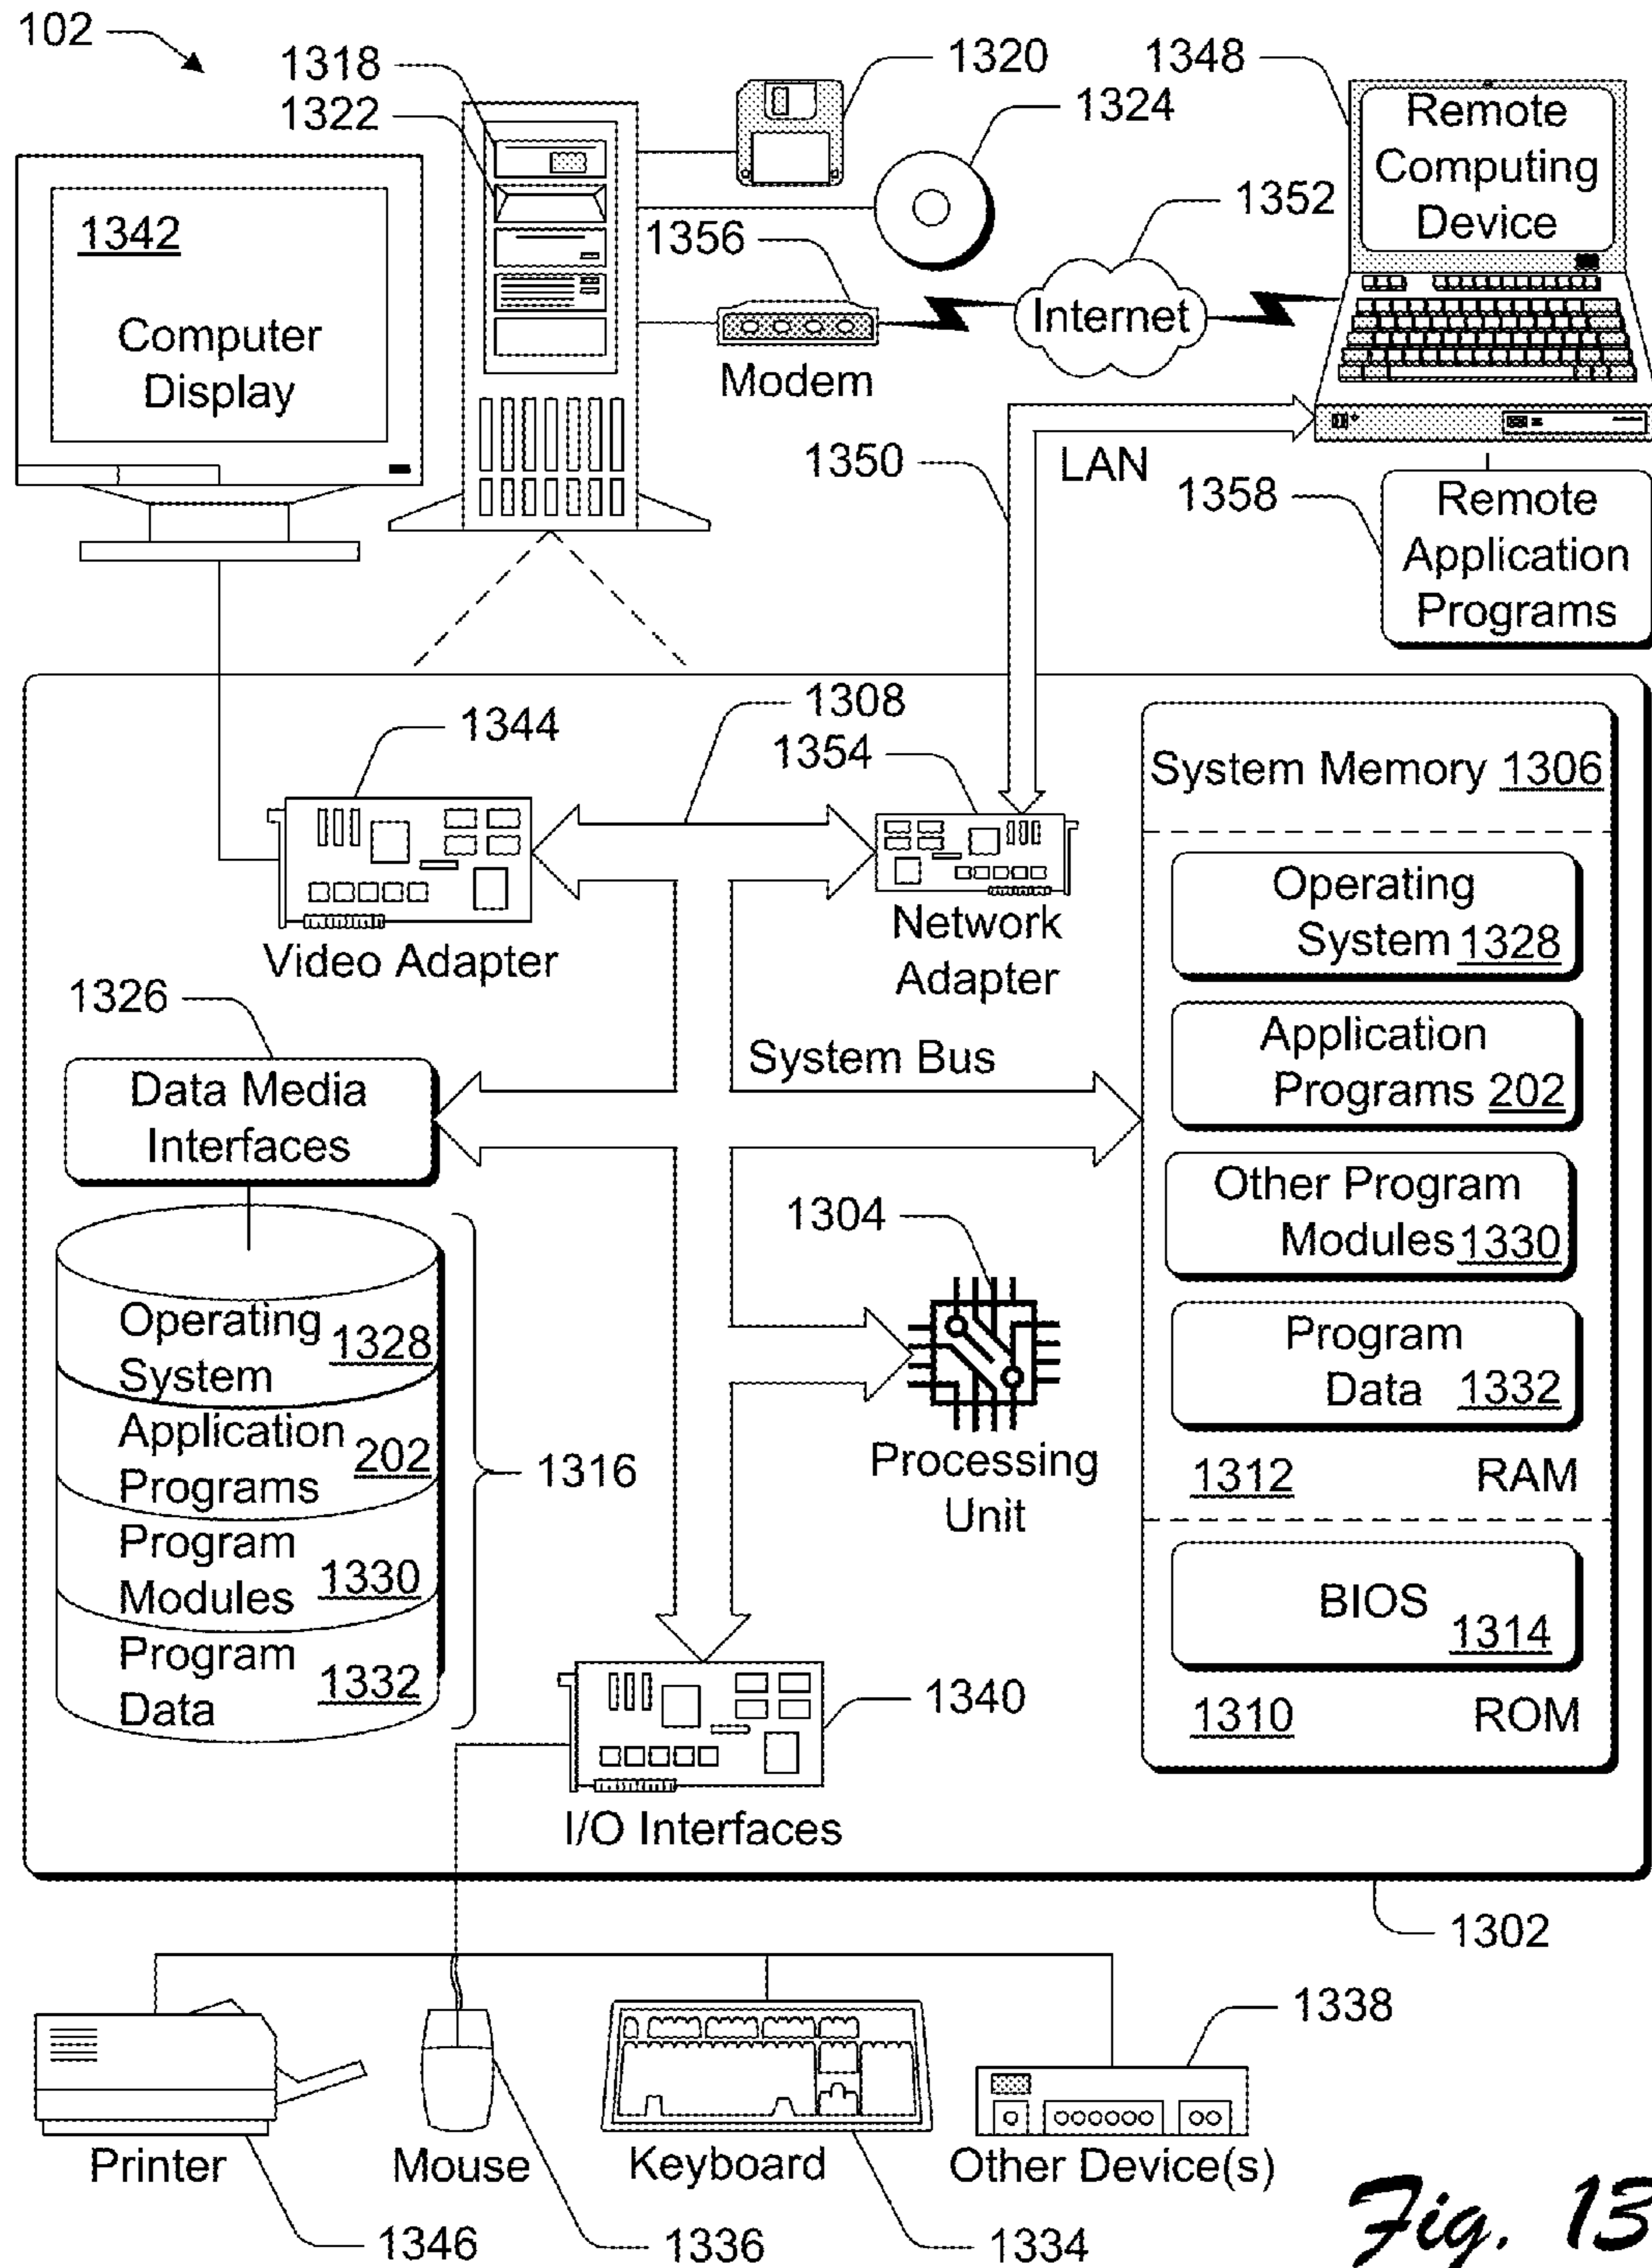 102
1318
1322
1320
1324
1348
Remote
Computing
Device
1342
Computer
Display
1356
Modem
1352
Internet
1350
LAN
1358
Remote
Application
Programs
1344
1308
1354
Video Adapter
Network
Adapter
System Memory 1306
Operating
System 1328
Application
Programs 202
Other Program
Modules 1330
Program
Data 1332
1312 RAM
BIOS
1314
1310 ROM
1326
Data Media
Interfaces
System Bus
1304
Processing
Unit
Operating
System 1328
Application
Programs 202
Program
Modules 1330
Program
Data 1332
1316
1340
I/O Interfaces
1302
1338
Printer
Mouse
Keyboard
Other Device(s)
1346
1336
1334
Fig. 13